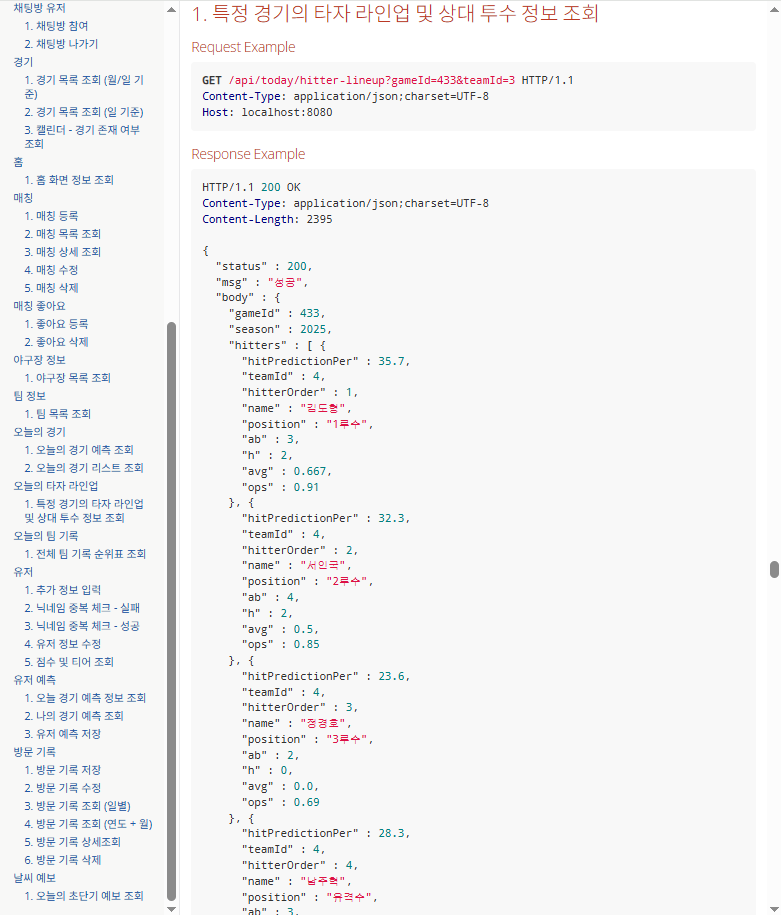 채팅방 유저
1. 채팅방 참여
2. 채팅방 나가기
경기
1. 경기 목록 조회 (월/일 기
준)
2. 경기 목록 조회 (일 기준)
3. 캘린더 - 경기 존재 여부
조회
홈
1. 홈 화면 정보 조회
매칭
1. 매칭 등록
2. 매칭 목록 조회
3. 매칭 상세 조회
4. 매칭 수정
5. 매칭 삭제
매칭 좋아요
1. 좋아요 등록
2. 좋아요 삭제
야구장 정보
1. 야구장 목록 조회
팀 정보
1. 팀 목록 조회
오늘의 경기
1. 오늘의 경기 예측 조회
2. 오늘의 경기 리스트 조회
오늘의 타자 라인업
1. 특정 경기의 타자 라인업
및 상대 투수 정보 조회
오늘의 팀 기록
1. 전체 팀 기록 순위표 조회
유저
1. 추가 정보 입력
2. 닉네임 중복 체크 - 실패
3. 닉네임 중복 체크 - 성공
4. 유저 정보 수정
5. 점수 및 티어 조회
유저 예측
1. 오늘 경기 예측 정보 조회
2. 나의 경기 예측 조회
3. 유저 예측 저장
방문 기록
1. 방문 기록 저장
2. 방문 기록 수정
3. 방문 기록 조회 (일별)
4. 방문 기록 조회 (연도 + 월)
5. 방문 기록 상세조회
6. 방문 기록 삭제
날씨 예보
1. 오늘의 초단기 예보 조회
1. 특정 경기의 타자 라인업 및 상대 투수 정보 조회
Request Example
GET /api/today/hitter-lineup?gameId=433&teamId=3 HTTP/1.1
Content-Type: application/json;charset=UTF-8
Host: localhost:8080
Response Example
HTTP/1.1 200 OK
Content-Type: application/json;charset=UTF-8
Content-Length: 2395
{
"status" : 200,
"msg" : "성공",
"body" : {
"gameId" : 433,
"season" : 2025,
"hitters" : [ {
"hitPredictionPer" : 35.7,
"teamId" : 4,
"hitterOrder" : 1,
"name" : "김도형",
"position" : "1루수",
"ab" : 3,
"h" : 2,
"avg" : 0.667,
"ops" : 0.91
}, {
"hitPredictionPer" : 32.3,
"teamId" : 4,
"hitterOrder" : 2,
"name" : "서인국",
"position" : "2루수",
"ab" : 4,
"h" : 2,
"avg" : 0.5,
"ops" : 0.85
}, {
"hitPredictionPer" : 23.6,
"teamId" : 4,
"hitterOrder" : 3,
"name" : "정경호",
"position" : "3루수",
"ab" : 2,
"h" : 0,
"avg" : 0.0,
"ops" : 0.69
}, {
"hitPredictionPer" : 28.3,
"teamId" : 4,
"hitterOrder" : 4,
"name" : "남주혁",
"position" : "유격수",
"ab" : 3,